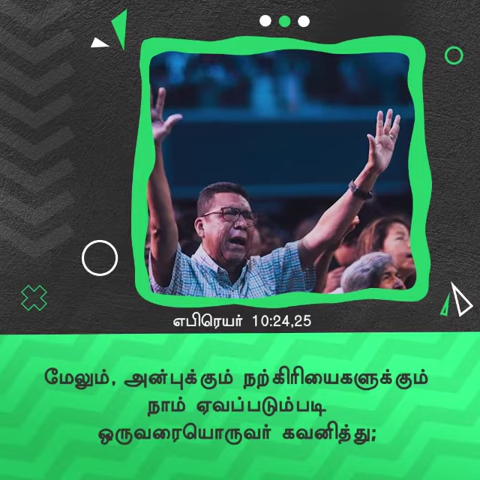 எபிரெயர் 10:24,25
மேலும், அன்புக்கும் நற்கிரியைகளுக்கும்
நாம் ஏவப்படும்படி
ஒருவரையொருவர் கவனித்து;